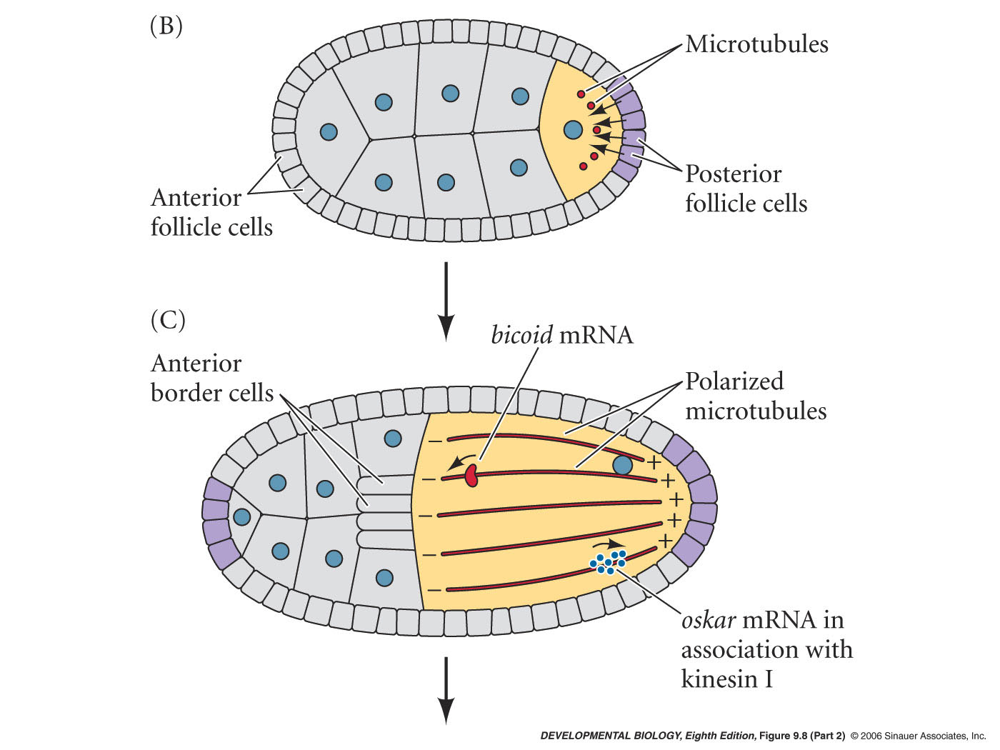 (B)
Microtubules
Anterior
follicle cells
Posterior
follicle cells
(C)
bicoid mRNA
Anterior
border cells
Polarized
microtubules
− +
− +
− +
− +
− +
oskar mRNA in
association with
kinesin I
DEVELOPMENTAL BIOLOGY, Eighth Edition, Figure 9.8 (Part 2) © 2006 Sinauer Associates, Inc.